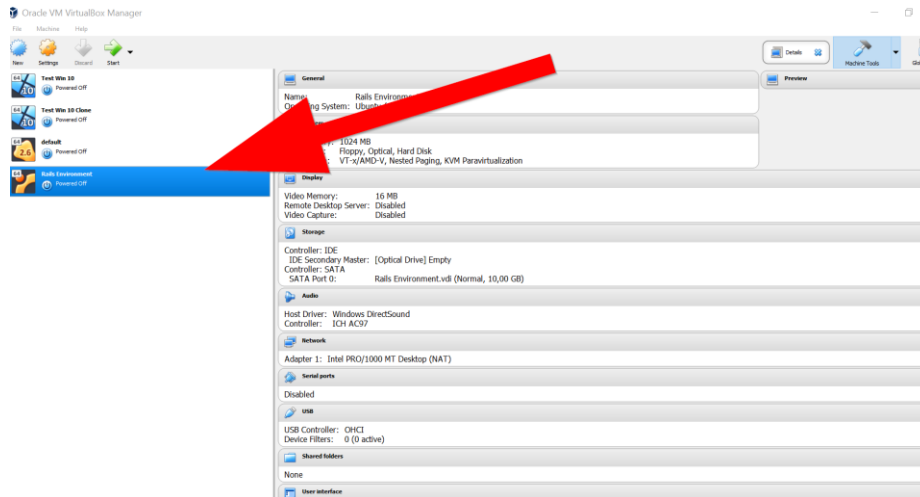 Oracle VM VirtualBox Manager
File Machine Help
New Settings Discard Start
Details
Machine Tools
64
Test Win 10
10
Powered Off
64
Test Win 10 Clone
10
Powered Off
64
default
2.6
Powered Off
64
Rails Environment
Powered Off
General
Name: Rails
System:
1024 MB
Floppy, Optical, Hard Disk
VT-x/AMD-V, Nested Paging, KVM Paravirtualization
Display
Video Memory: 16 MB
Remote Desktop Server: Disabled
Video Capture: Disabled
Storage
Controller: IDE
IDE Secondary Master: [Optical Drive] Empty
Controller: SATA
SATA Port 0: Rails Environment.vdi (Normal, 10,00 GB)
Audio
Host Driver: Windows DirectSound
Controller: ICH AC97
Network
Adapter 1: Intel PRO/1000 MT Desktop (NAT)
Serial ports
Disabled
USB
USB Controller: OHCI
Device Filters: 0 (0 active)
Shared folders
None
User interface
Preview